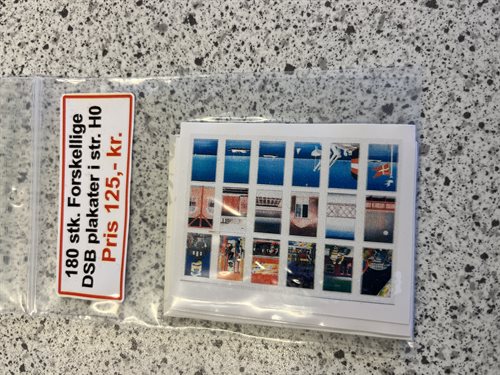 180 stk. Forskellige
DSB plakater i str. H0
Pris 125,- kr.